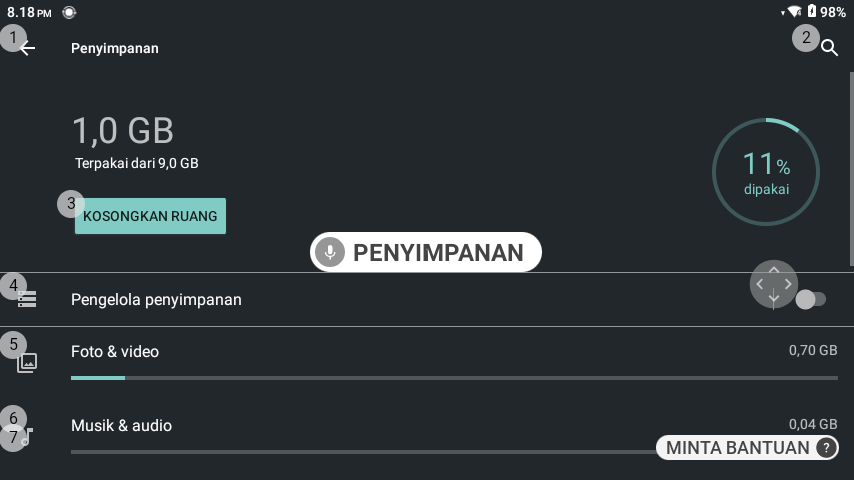 8.18 PM
98%
1
Penyimpanan
2
1,0 GB
Terpakai dari 9,0 GB
11%
dipakai
3
KOSONGKAN RUANG
PENYIMPANAN
4
Pengelola penyimpanan
5
Foto & video
0,70 GB
6
Musik & audio
0,04 GB
7
MINTA BANTUAN ?